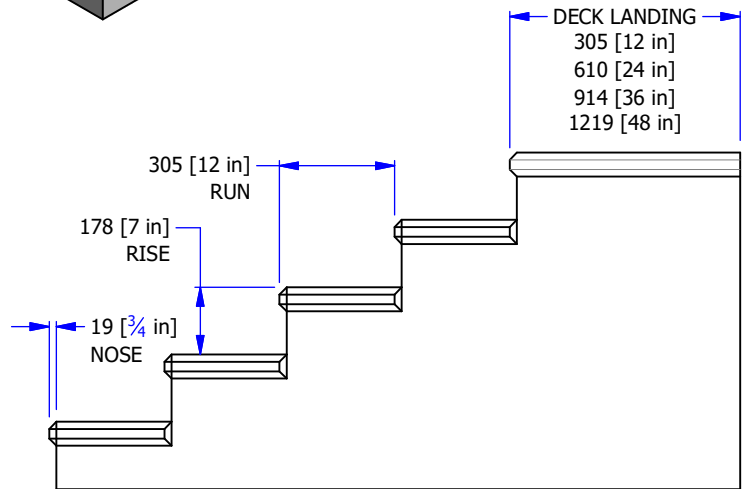 DECK LANDING
305 [12 in]
610 [24 in]
914 [36 in]
1219 [48 in]
305 [12 in]
RUN
178 [7 in]
RISE
19 [¾ in]
NOSE